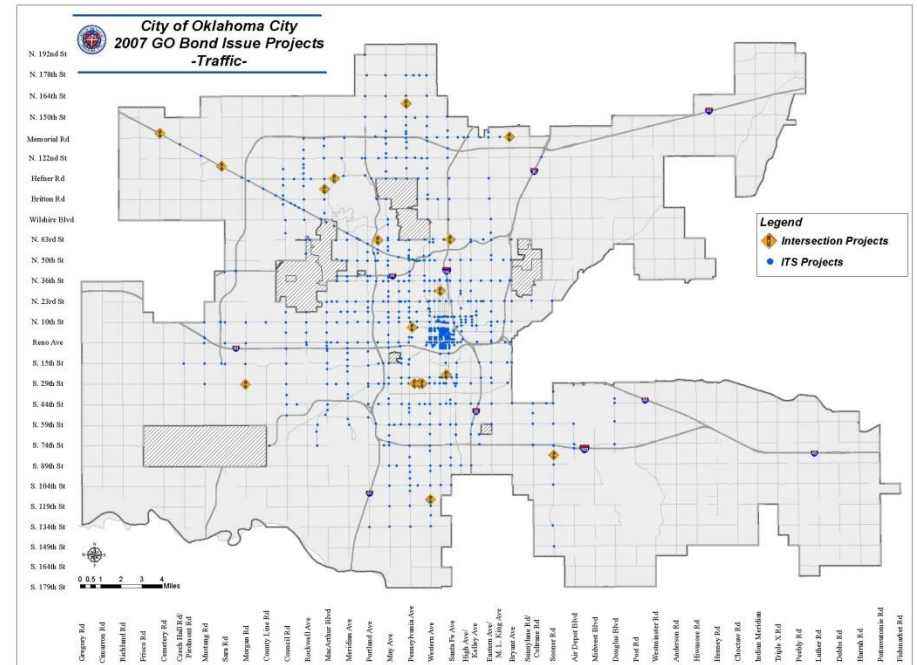 City of Oklahoma City
2007 GO Bond Issue Projects
-Traffic-
N. 192nd St
N. 178th St
N. 164th St
N. 150th St
Memorial Rd
N. 122nd St
Hefner Rd
Britton Rd
Wilshire Blvd
N. 63rd St
N. 50th St
N. 36th St
N. 23rd St
N. 10th St
Reno Ave
S. 15th St
S. 29th St
S. 44th St
S. 59th St
S. 74th St
S. 89th St
S. 104th St
S. 119th St
S. 134th St
S. 149th St
S. 164th St
S. 179th St
Legend
Intersection Projects
ITS Projects
0 0.5 1 2 3 4
Miles
Gregory Rd
Cimarron Rd
Richland Rd
Frisco Rd
Cemetery Rd
Czech Hall Rd/
Piedmont Rd
Mustang Rd
Sara Rd
Morgan Rd
County Line Rd
Council Rd
Rockwell Ave
MacArthur Blvd
Meridian Ave
Portland Ave
May Ave
Pennsylvania Ave
Western Ave
Santa Fe Ave
High Ave/
Kelley Ave
Eastern Ave/
M. L. King Ave
Bryant Ave
Sunnylane Rd/
Coltrane Rd
Sooner Rd
Air Depot Blvd
Midwest Blvd
Douglas Blvd
Post Rd
Westminster Rd
Anderson Rd
Hiwassee Rd
Henney Rd
Choctaw Rd
Indian Meridian
Triple X Rd
Peebly Rd
Luther Rd
Dobbs Rd
Harrah Rd
Pottawatomie Rd
Fishmarket Rd